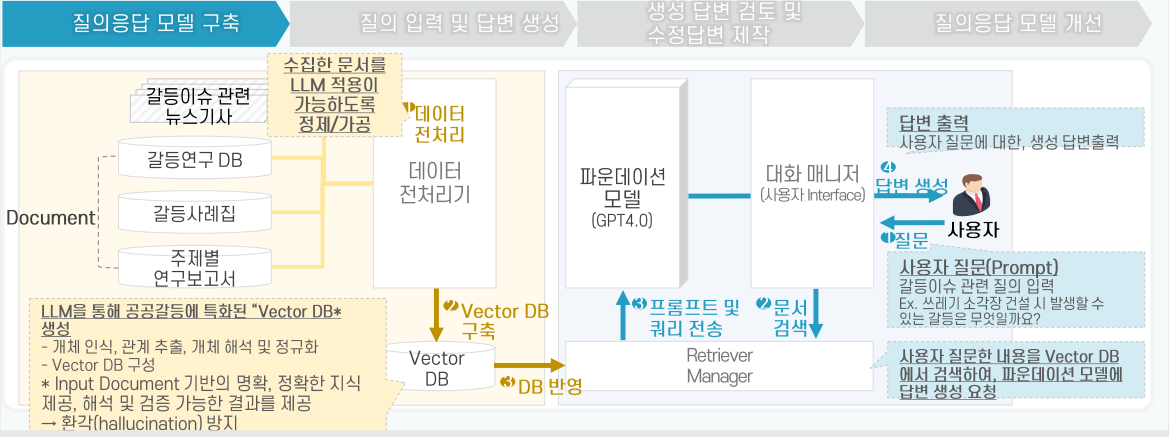 질의응답 모델 구축
질의 입력 및 답변 생성
생성 답변 검토 및
수정답변 제작
질의응답 모델 개선
갈등이슈 관련
뉴스기사
갈등연구 DB
갈등사례집
주제별
연구보고서
Document
수집한 문서를
LLM 적용이
가능하도록
정제/가공
❶데이터
전처리
데이터
전처리기
LLM을 통해 공공갈등에 특화된 “Vector DB*
생성
- 개체 인식, 관계 추출, 개체 해석 및 정규화
- Vector DB 구성
* Input Document 기반의 명확, 정확한 지식
제공, 해석 및 검증 가능한 결과를 제공
→ 환각(hallucination) 방지
❷Vector DB
구축
Vector
DB
❸DB 반영
파운데이션
모델
(GPT4.0)
대화 매니저
(사용자 Interface)
❸프롬프트 및
쿼리 전송
❷문서
검색
Retriever
Manager
답변 출력
사용자 질문에 대한, 생성 답변출력
❹
답변 생성
사용자
❶질문
사용자 질문(Prompt)
갈등이슈 관련 질의 입력
Ex. 쓰레기 소각장 건설 시 발생할 수
있는 갈등은 무엇일까요?
사용자 질문한 내용을 Vector DB
에서 검색하여, 파운데이션 모델에
답변 생성 요청